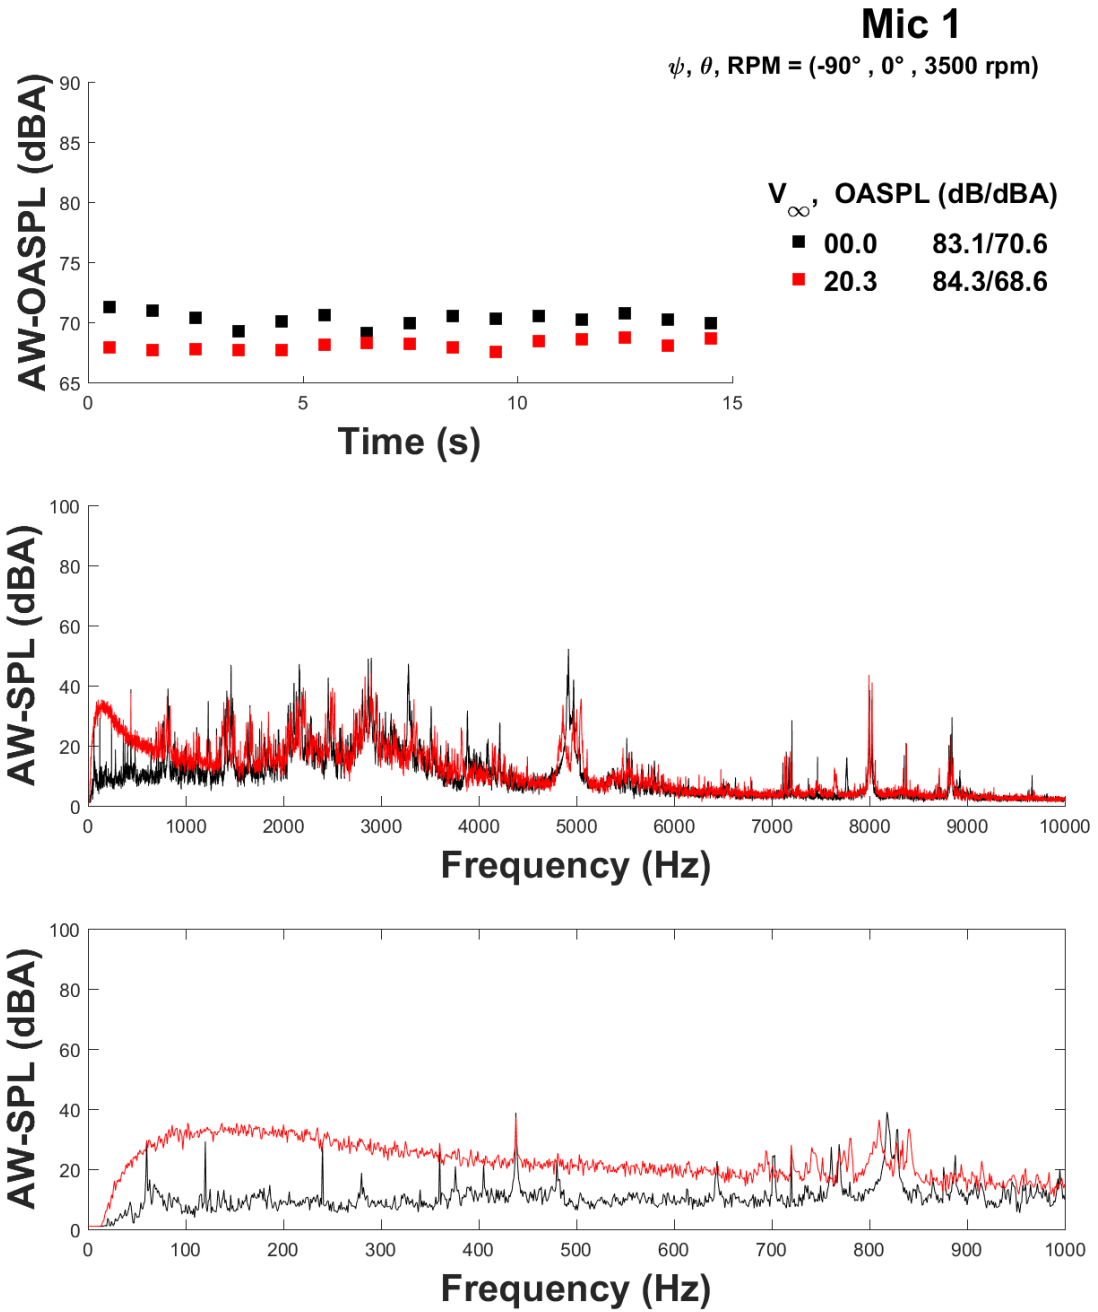 Mic 1
ψ, θ, RPM = (-90° , 0° , 3500 rpm)
AW-OASPL (dBA)
90
85
80
75
70
65
0 5 10 15
Time (s)
V∞, OASPL (dB/dBA)
00.0 83.1/70.6
20.3 84.3/68.6
AW-SPL (dBA)
100
80
60
40
20
0
0 1000 2000 3000 4000 5000 6000 7000 8000 9000 10000
Frequency (Hz)
AW-SPL (dBA)
100
80
60
40
20
0
0 100 200 300 400 500 600 700 800 900 1000
Frequency (Hz)